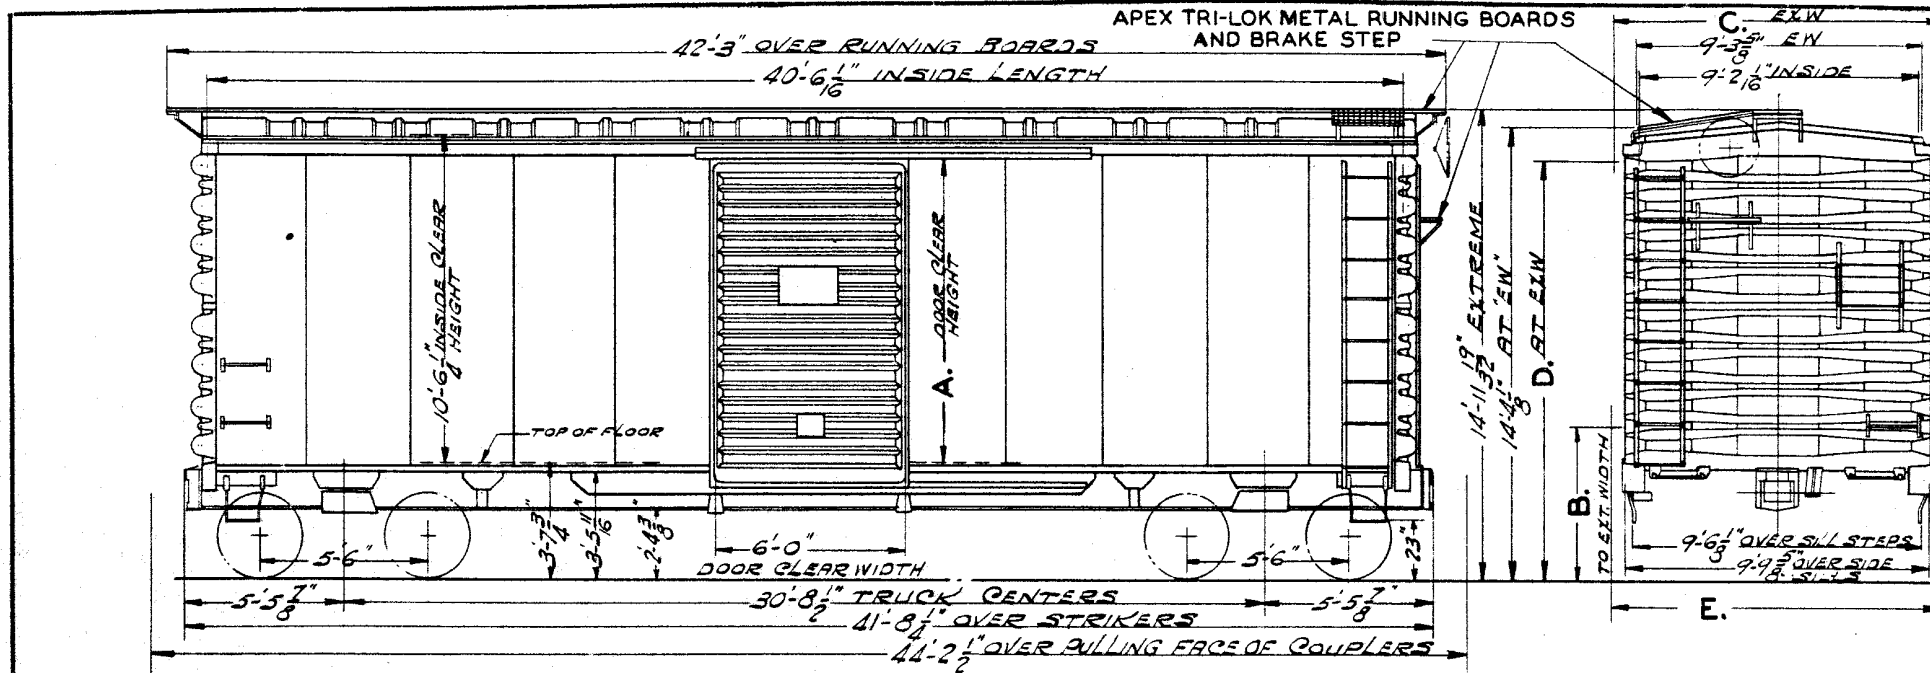 APEX TRI-LOK METAL RUNNING BOARDS
AND BRAKE STEP
42'-3" OVER RUNNING BOARDS
40'-6 1/16" INSIDE LENGTH
C. EXW
9'-3 5/8" EW
9'-2 1/16" INSIDE
10'-6 1/4" INSIDE CLEAR
HEIGHT
A. DOOR CLEAR
HEIGHT
14'-11 19/32" EXTREME
14'-4 1/8" AT "EW"
D. AT EXW
TOP OF FLOOR
B.
TO EXT. WIDTH
3'-7 3/4"
3'-5 11/16"
2'-4 3/8"
23"
5'-6"
6'-0"
DOOR CLEAR WIDTH
5'-6"
9'-6 1/8" OVER SILL STEPS
9'-9 5/8" OVER SIDE
SILLS
E.
5'-5 7/8"
30'-8 1/2" TRUCK CENTERS
5'-5 7/8"
41'-8 1/4" OVER STRIKERS
44'-2 1/2" OVER PULLING FACE OF COUPLERS